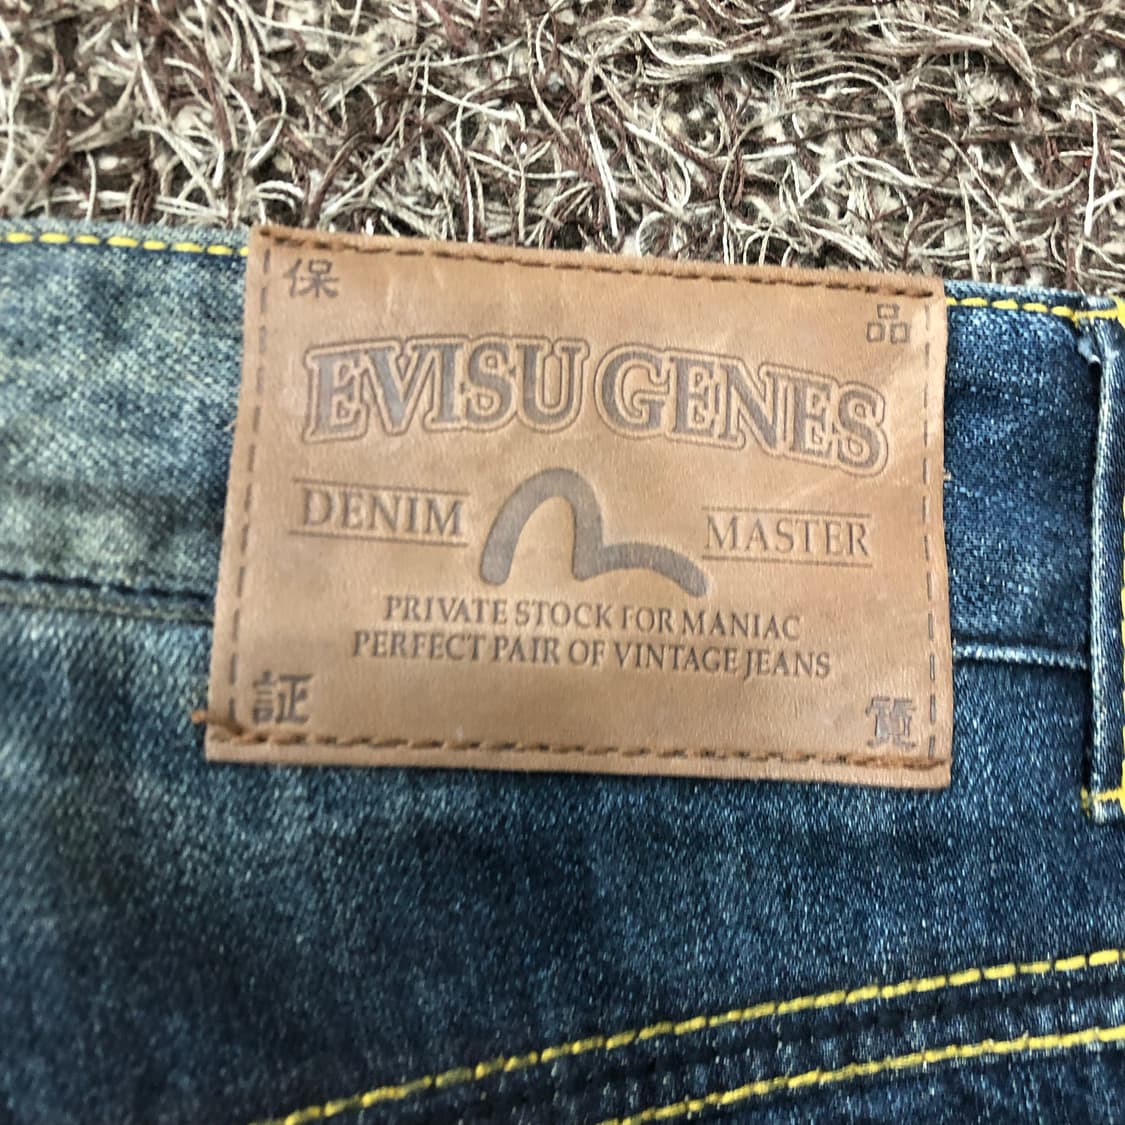 保
品
EVISU GENES
DENIM
MASTER
PRIVATE STOCK FOR MANIAC
PERFECT PAIR OF VINTAGE JEANS
証
質